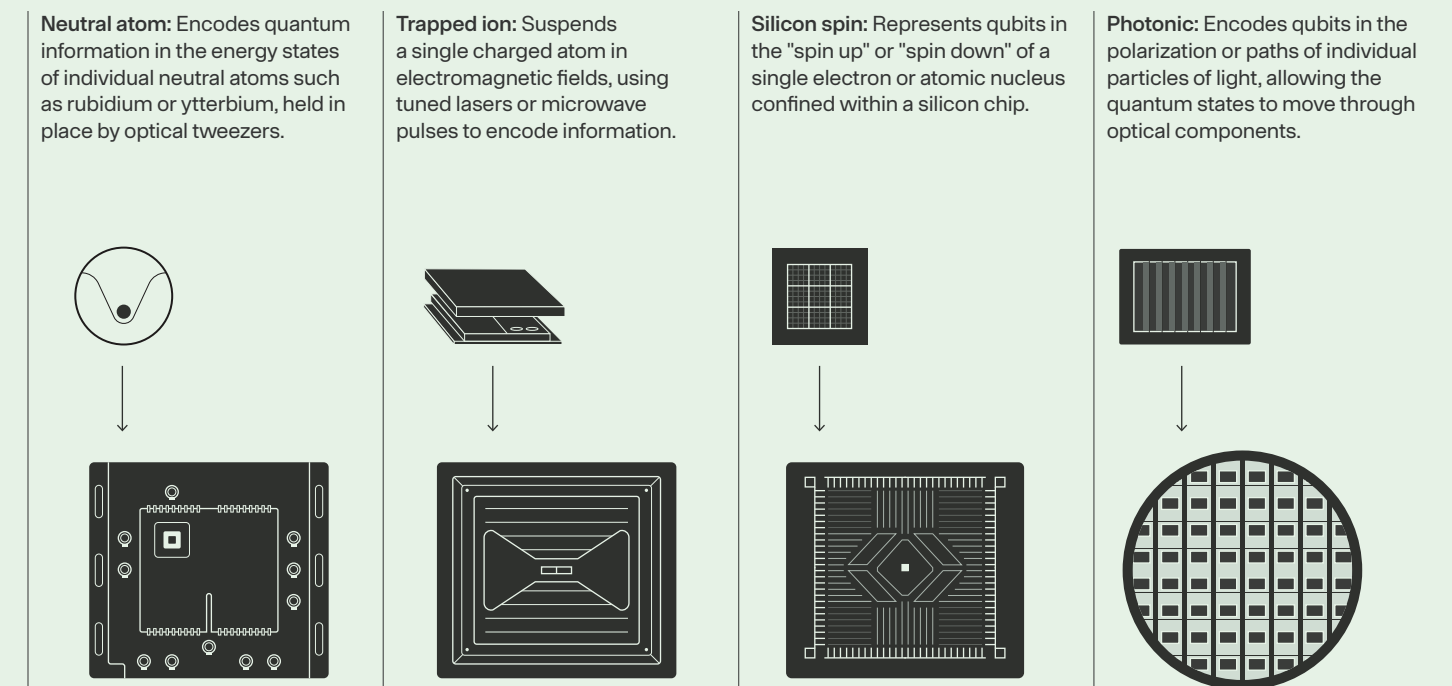 Neutral atom: Encodes quantum
information in the energy states
of individual neutral atoms such
as rubidium or ytterbium, held in
place by optical tweezers.
Trapped ion: Suspends
a single charged atom in
electromagnetic fields, using
tuned lasers or microwave
pulses to encode information.
Silicon spin: Represents qubits in
the "spin up" or "spin down" of a
single electron or atomic nucleus
confined within a silicon chip.
Photonic: Encodes qubits in the
polarization or paths of individual
particles of light, allowing the
quantum states to move through
optical components.